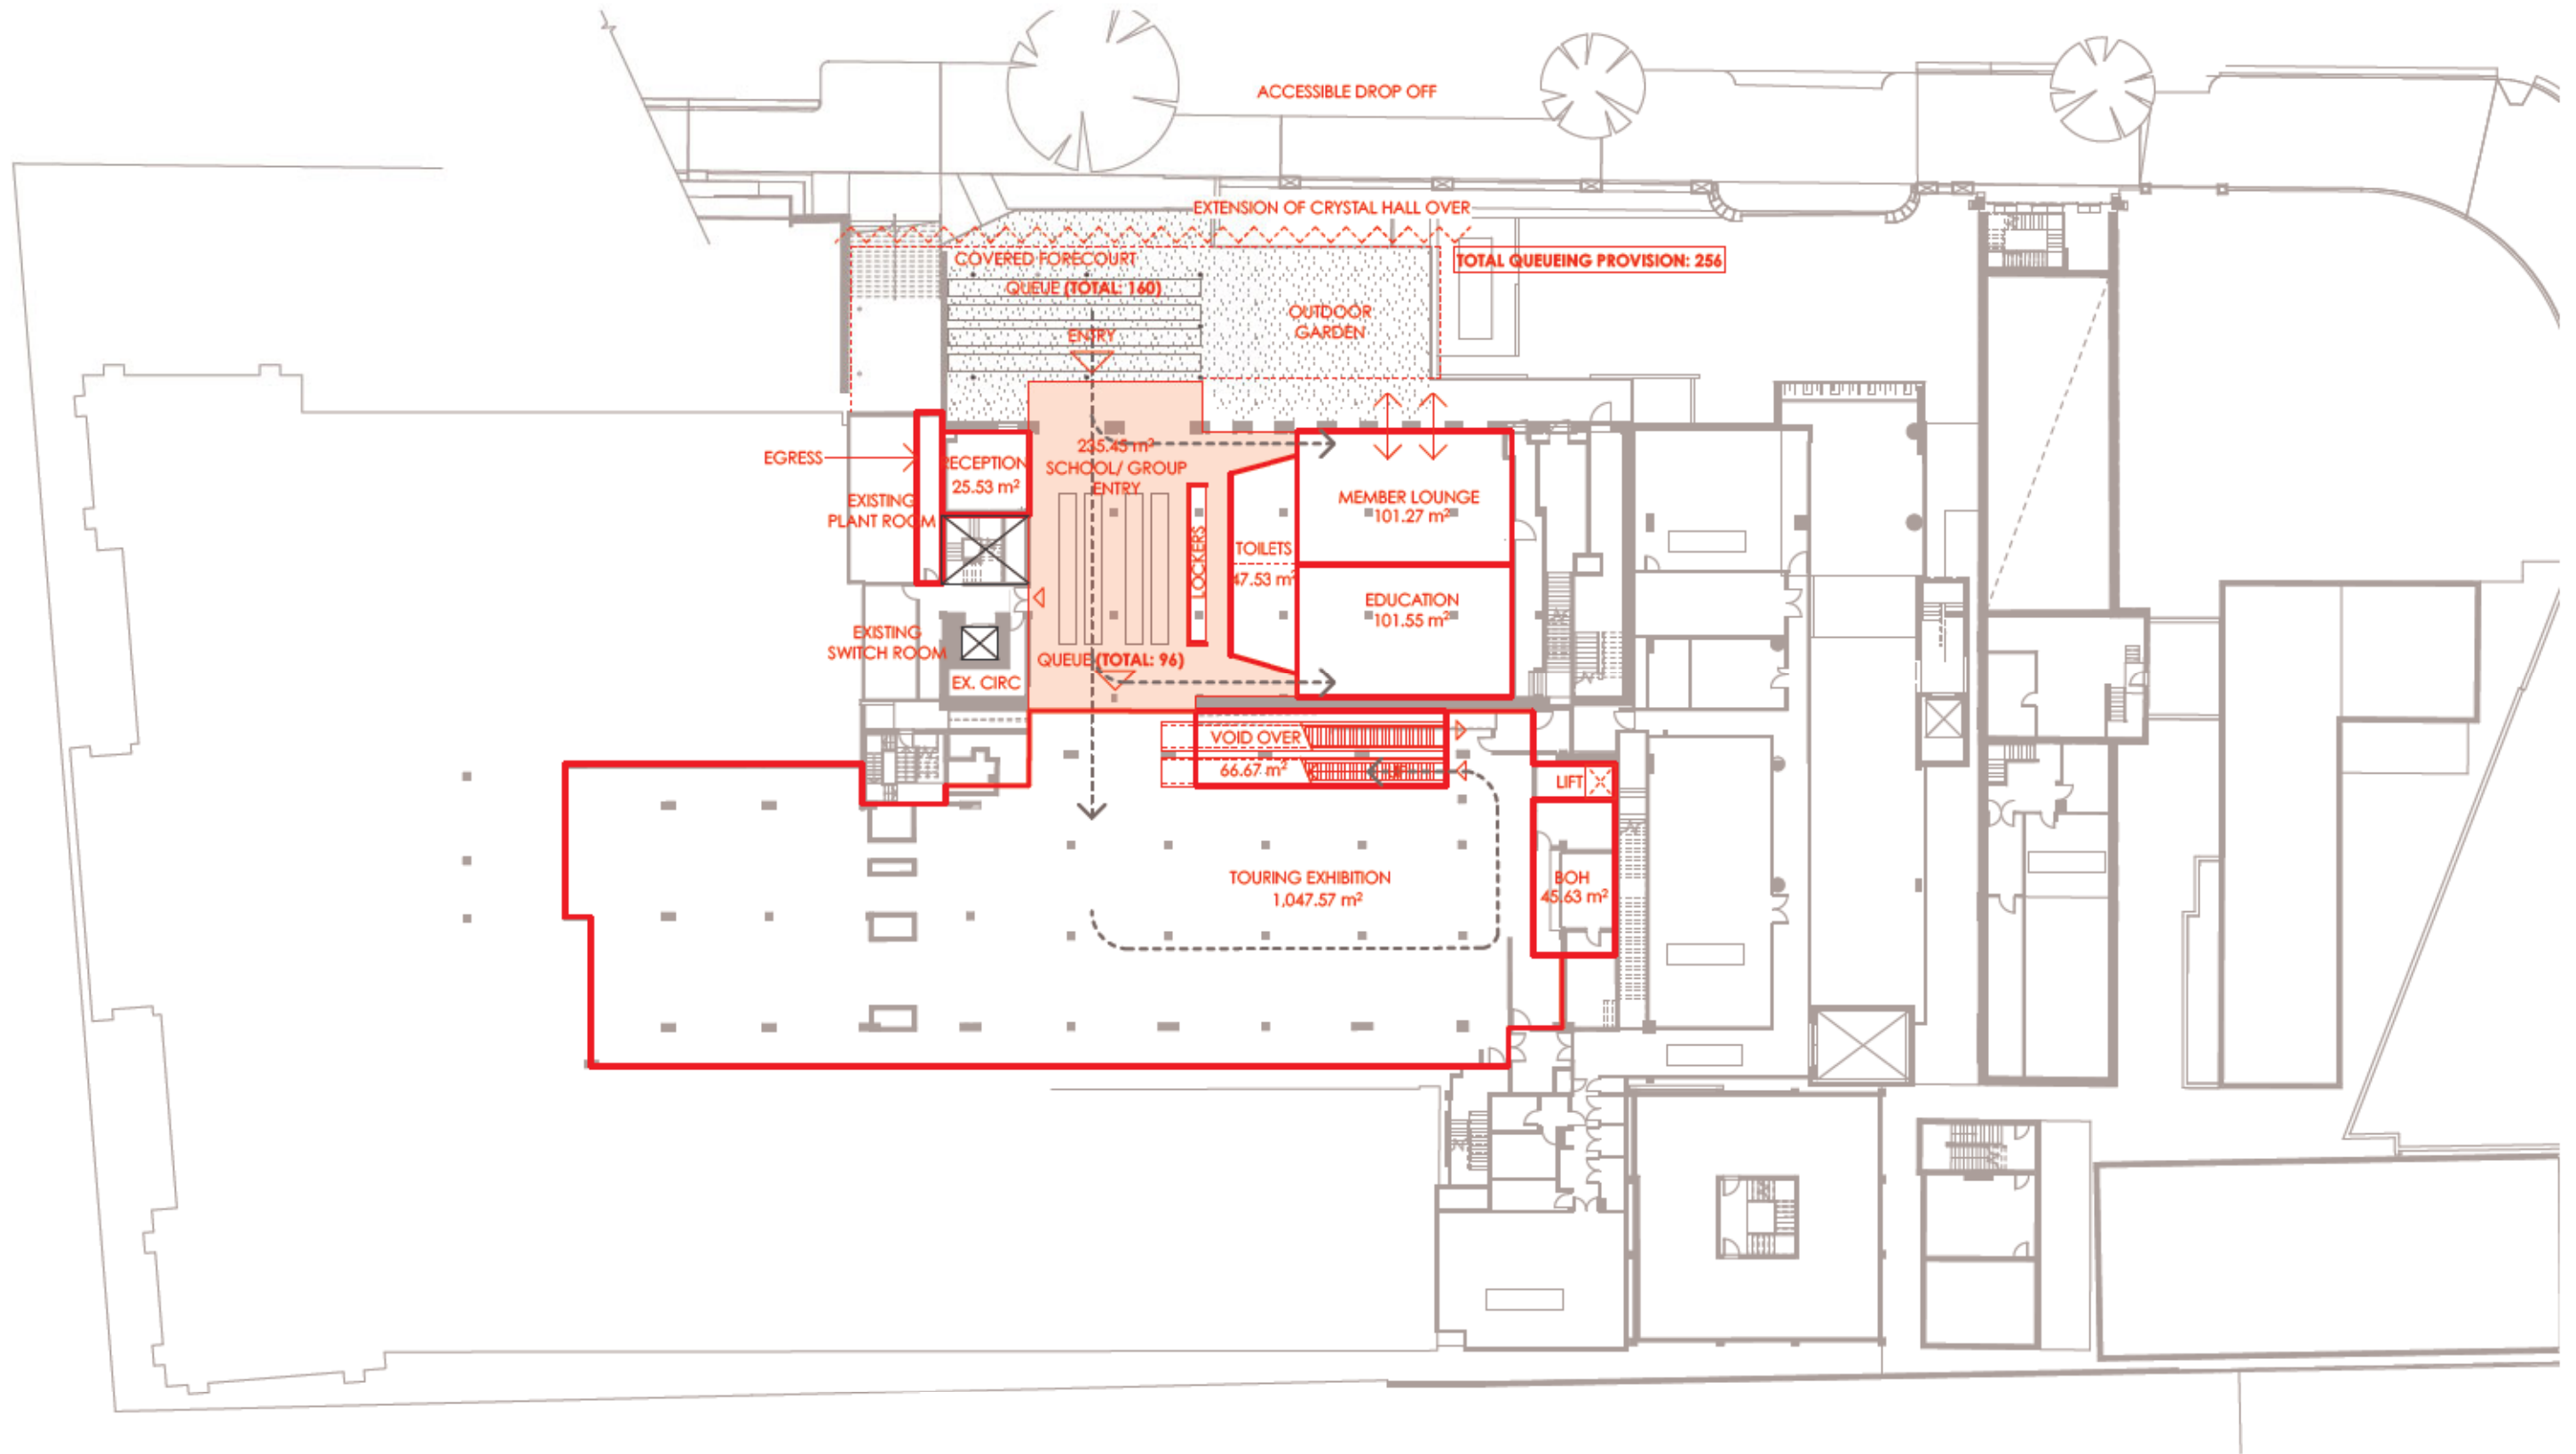 ACCESSIBLE DROP OFF
EXTENSION OF CRYSTAL HALL OVER
COVERED FORECOURT
TOTAL QUEUEING PROVISION: 256
QUEUE (TOTAL: 160)
OUTDOOR
GARDEN
ENTRY
235.45 m²
SCHOOL/ GROUP
ENTRY
EGRESS
RECEPTION
25.53 m²
EXISTING
PLANT ROOM
MEMBER LOUNGE
101.27 m²
LOCKERS
TOILETS
47.53 m²
EDUCATION
101.55 m²
EXISTING
SWITCH ROOM
QUEUE (TOTAL: 96)
EX. CIRC
VOID OVER
66.67 m²
UP
LIFT
TOURING EXHIBITION
1,047.57 m²
BOH
45.63 m²